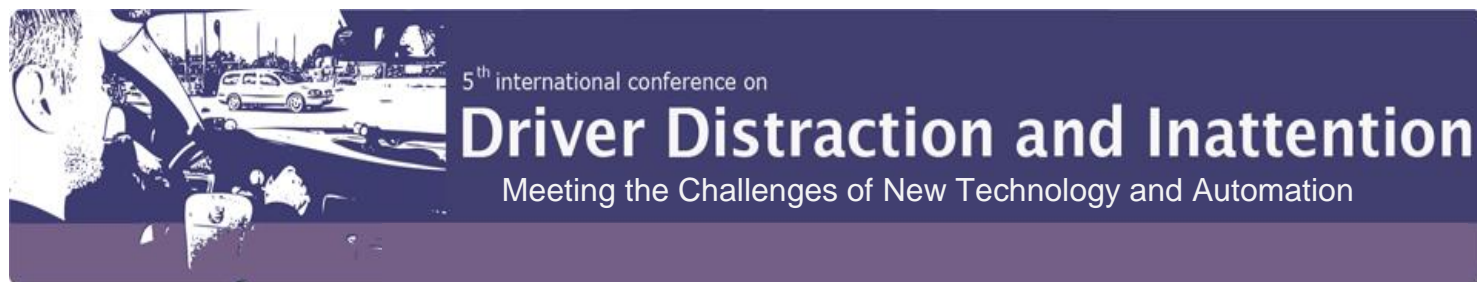 5th international conference on
Driver Distraction and Inattention
Meeting the Challenges of New Technology and Automation